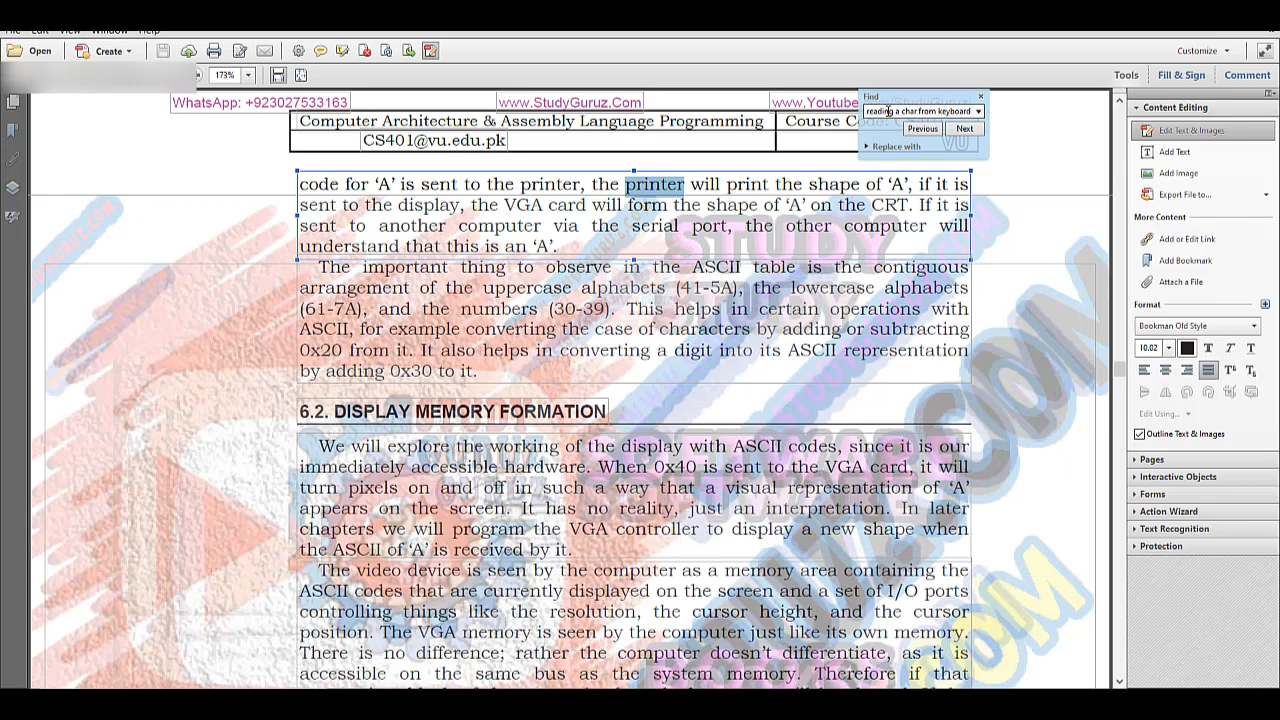 File Edit View Window Help
Open Create Customize
173% Tools Fill & Sign Comment
WhatsApp: +923027533163 www.StudyGuruz.Com www.Youtube
Find
reading a char from keyboard
Previous Next
Replace with
Computer Architecture & Assembly Language Programming Course Code:
CS401@vu.edu.pk VU
code for ‘A’ is sent to the printer, the printer will print the shape of ‘A’, if it is
sent to the display, the VGA card will form the shape of ‘A’ on the CRT. If it is
sent to another computer via the serial port, the other computer will
understand that this is an ‘A’.
The important thing to observe in the ASCII table is the contiguous
arrangement of the uppercase alphabets (41-5A), the lowercase alphabets
(61-7A), and the numbers (30-39). This helps in certain operations with
ASCII, for example converting the case of characters by adding or subtracting
0x20 from it. It also helps in converting a digit into its ASCII representation
by adding 0x30 to it.
6.2. DISPLAY MEMORY FORMATION
We will explore the working of the display with ASCII codes, since it is our
immediately accessible hardware. When 0x40 is sent to the VGA card, it will
turn pixels on and off in such a way that a visual representation of ‘A’
appears on the screen. It has no reality, just an interpretation. In later
chapters we will program the VGA controller to display a new shape when
the ASCII of ‘A’ is received by it.
The video device is seen by the computer as a memory area containing the
ASCII codes that are currently displayed on the screen and a set of I/O ports
controlling things like the resolution, the cursor height, and the cursor
position. The VGA memory is seen by the computer just like its own memory.
There is no difference; rather the computer doesn’t differentiate, as it is
accessible on the same bus as the system memory. Therefore if that
Content Editing
Edit Text & Images
Add Text
Add Image
Export File to...
More Content
Add or Edit Link
Add Bookmark
Attach a File
Format
Bookman Old Style
10.02
Edit Using...
Outline Text & Images
Pages
Interactive Objects
Forms
Action Wizard
Text Recognition
Protection